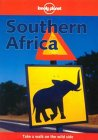 lonely planet
Southern
Africa
Take a walk on the wild side